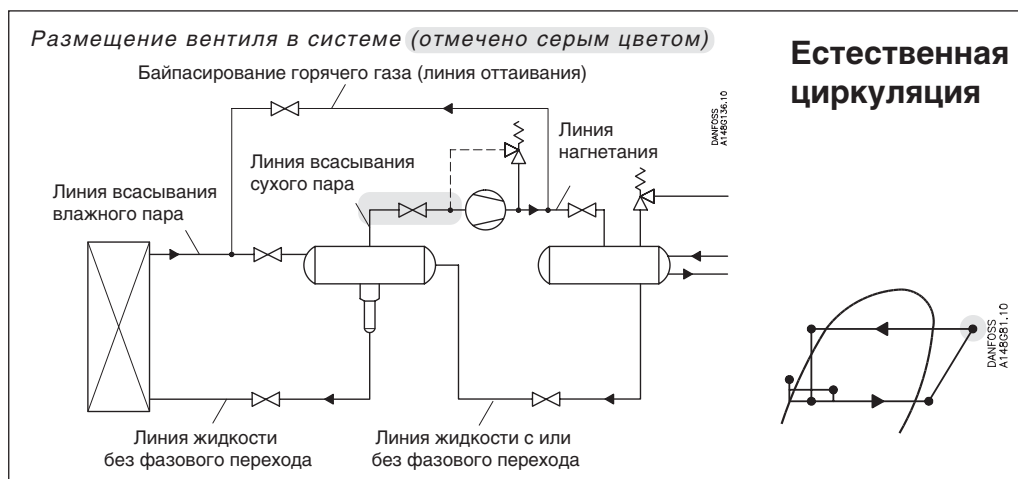 Размещение вентиля в системе (отмечено серым цветом)
Естественная
циркуляция
Байпасирование горячего газа (линия оттаивания)
DANFOSS
A148G136.10
Линия
нагнетания
Линия всасывания
сухого пара
Линия всасывания
влажного пара
DANFOSS
A148G81.10
Линия жидкости
без фазового перехода
Линия жидкости с или
без фазового перехода